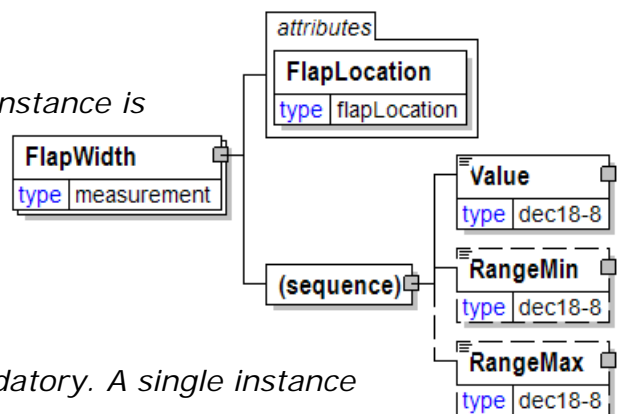 attributes
FlapLocation
type flapLocation
nstance is
FlapWidth
type measurement
Value
type dec18-8
(sequence)
RangeMin
type dec18-8
RangeMax
type dec18-8
datory. A single instance